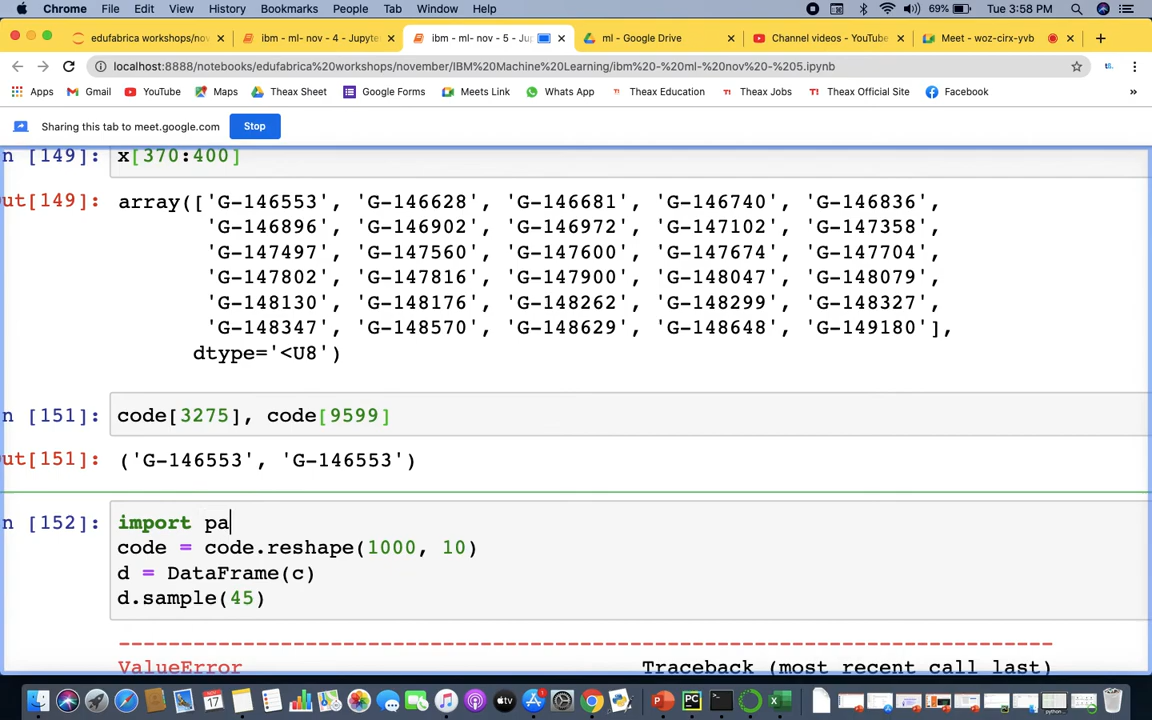 Chrome File Edit View History Bookmarks People Tab Window Help 69% Tue 3:58 PM
edufabrica workshops/nov ibm - ml- nov - 4 - Jupyte ibm - ml- nov - 5 - Ju ml - Google Drive Channel videos - YouTube Meet - woz-cirx-yvb
localhost:8888/notebooks/edufabrica%20workshops/november/IBM%20Machine%20Learning/ibm%20-%20ml-%20nov%20-%205.ipynb
Apps Gmail YouTube Maps Theax Sheet Google Forms Meets Link Whats App Theax Education Theax Jobs Theax Official Site Facebook »
Sharing this tab to meet.google.com Stop
n [149]: x[370:400]
ut[149]: array(['G-146553', 'G-146628', 'G-146681', 'G-146740', 'G-146836',
'G-146896', 'G-146902', 'G-146972', 'G-147102', 'G-147358',
'G-147497', 'G-147560', 'G-147600', 'G-147674', 'G-147704',
'G-147802', 'G-147816', 'G-147900', 'G-148047', 'G-148079',
'G-148130', 'G-148176', 'G-148262', 'G-148299', 'G-148327',
'G-148347', 'G-148570', 'G-148629', 'G-148648', 'G-149180'],
dtype='<U8')
n [151]: code[3275], code[9599]
ut[151]: ('G-146553', 'G-146553')
n [152]: import pa
code = code.reshape(1000, 10)
d = DataFrame(c)
d.sample(45)
---------------------------------------------------------------------------
ValueError Traceback (most recent call last)